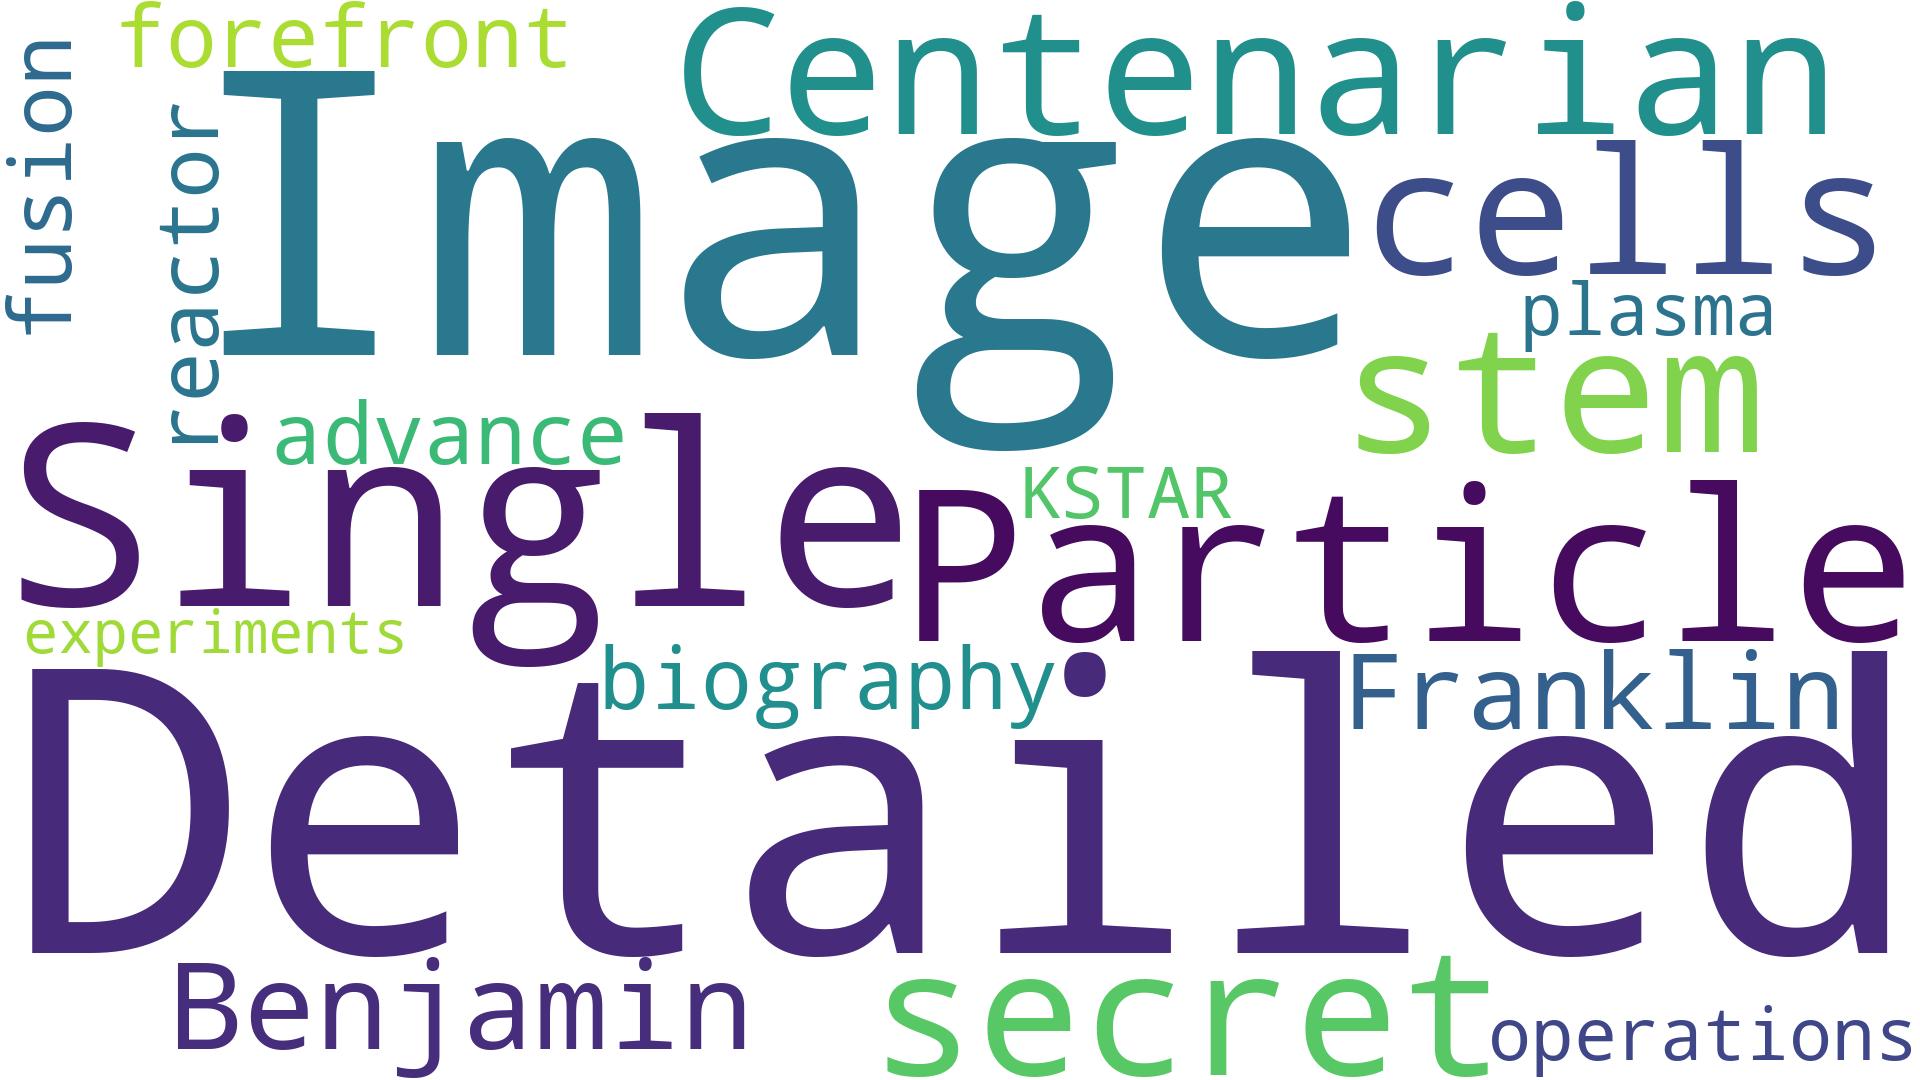 forefront
Centenarian
fusion
reactor
Image
cells
plasma
stem
advance
Single
KSTAR
Particle
experiments
biography
Franklin
Detailed
Benjamin
secret
operations